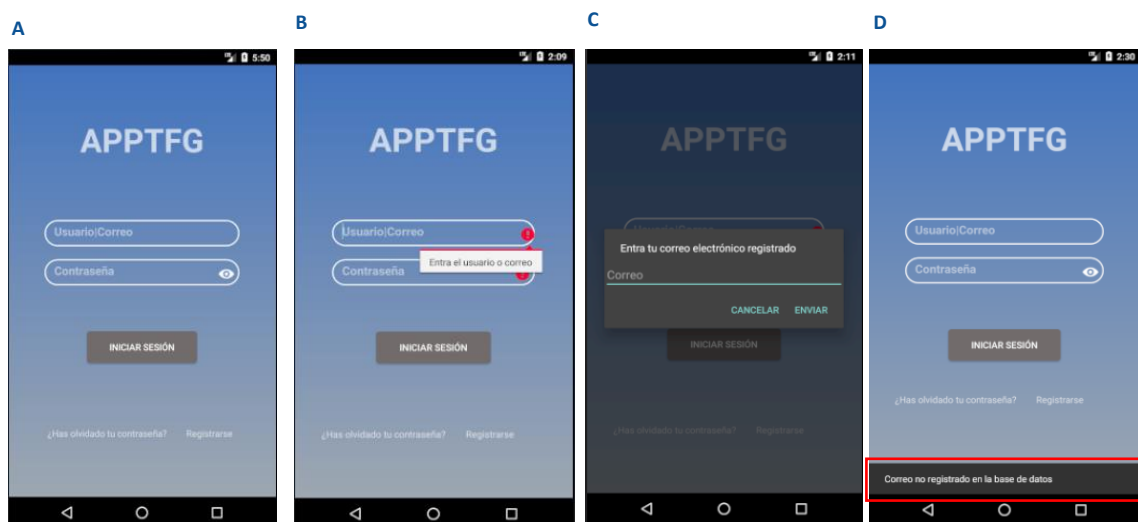 A
5:50
APPTFG
Usuario|Correo
Contraseña
INICIAR SESIÓN
¿Has olvidado tu contraseña? Registrarse
B
2:09
APPTFG
Usuario|Correo
Contraseña
Entra el usuario o correo
INICIAR SESIÓN
¿Has olvidado tu contraseña? Registrarse
C
2:11
APPTFG
Usuario|Correo
Entra tu correo electrónico registrado
Correo
CANCELAR ENVIAR
INICIAR SESIÓN
¿Has olvidado tu contraseña? Registrarse
D
2:30
APPTFG
Usuario|Correo
Contraseña
INICIAR SESIÓN
¿Has olvidado tu contraseña? Registrarse
Correo no registrado en la base de datos